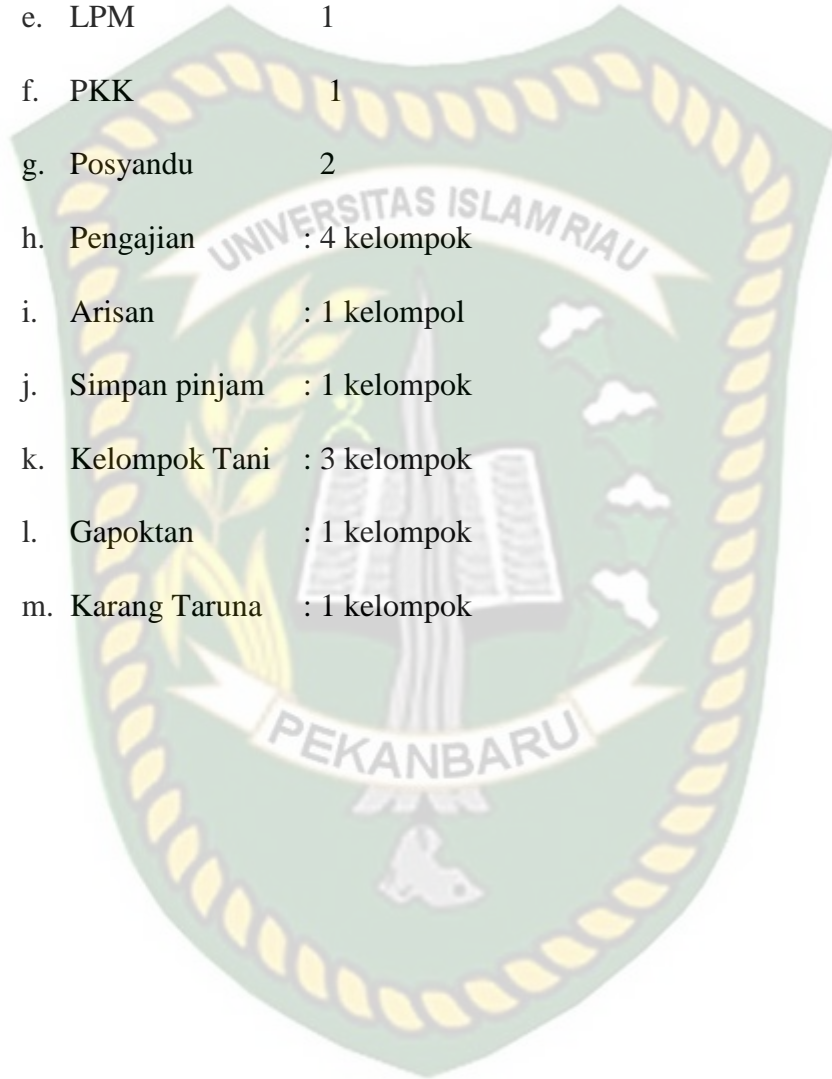 e. LPM 1
f. PKK 1
g. Posyandu 2
UNIVERSITAS ISLAM RIAU
h. Pengajian : 4 kelompok
i. Arisan : 1 kelompol
j. Simpan pinjam : 1 kelompok
k. Kelompok Tani : 3 kelompok
l. Gapoktan : 1 kelompok
m. Karang Taruna : 1 kelompok
PEKANBARU